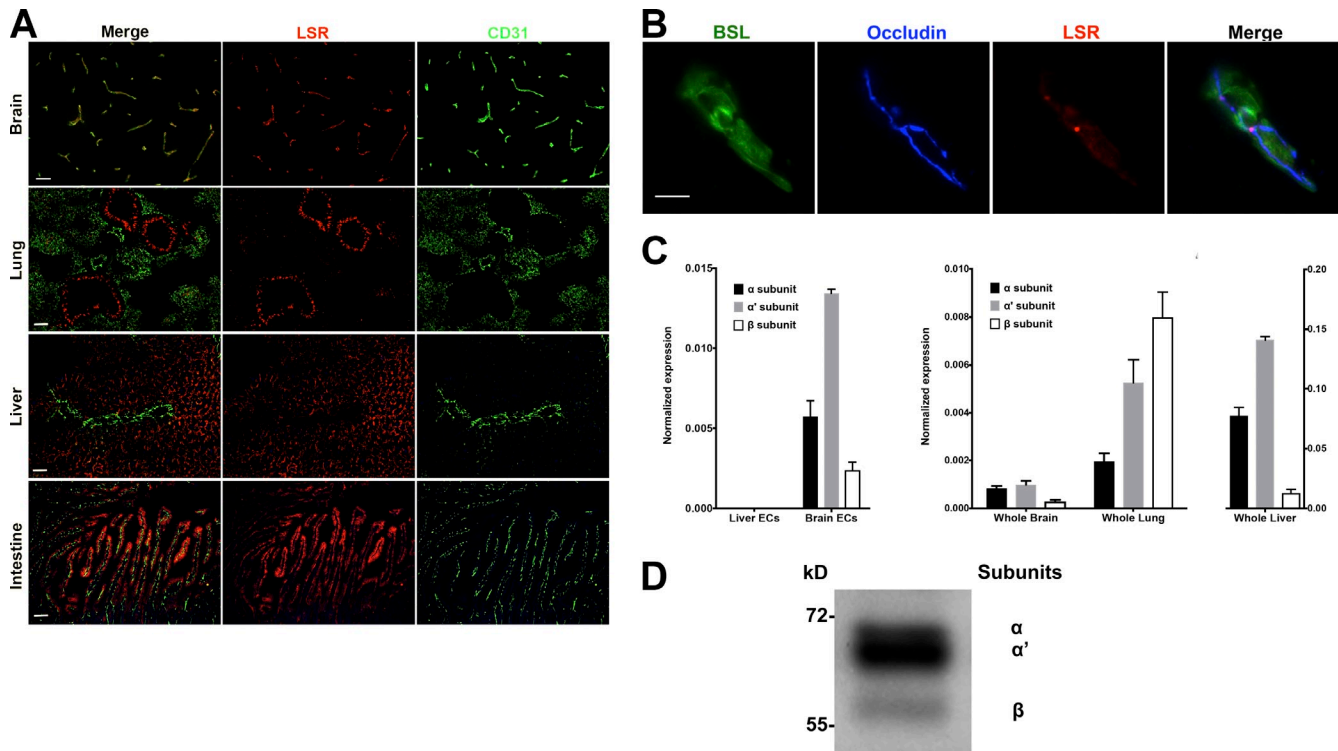 A
Merge LSR CD31
Brain
Lung
Liver
Intestine
B
BSL Occludin LSR Merge
C
Normalized expression
0.015
0.010
0.005
0.000
α subunit
α' subunit
β subunit
Liver ECs Brain ECs
Normalized expression
0.010
0.008
0.006
0.004
0.002
0.000
α subunit
α' subunit
β subunit
Whole Brain Whole Lung Whole Liver
0.20
0.15
0.10
0.05
0.00
D
kD Subunits
72-
α
α'
β
55-